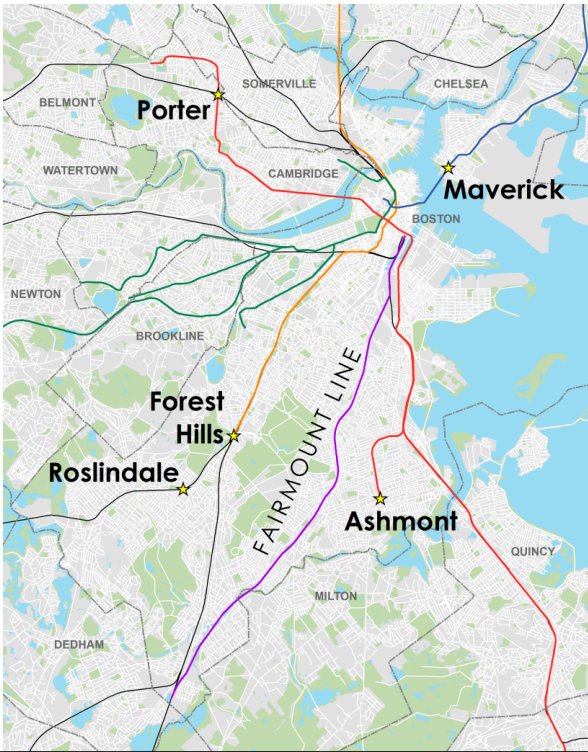 SOMERVILLE
CHELSEA
BELMONT
Porter
WATERTOWN
CAMBRIDGE
Maverick
BOSTON
NEWTON
BROOKLINE
FAIRMOUNT LINE
Forest
Hills
Roslindale
Ashmont
QUINCY
MILTON
DEDHAM